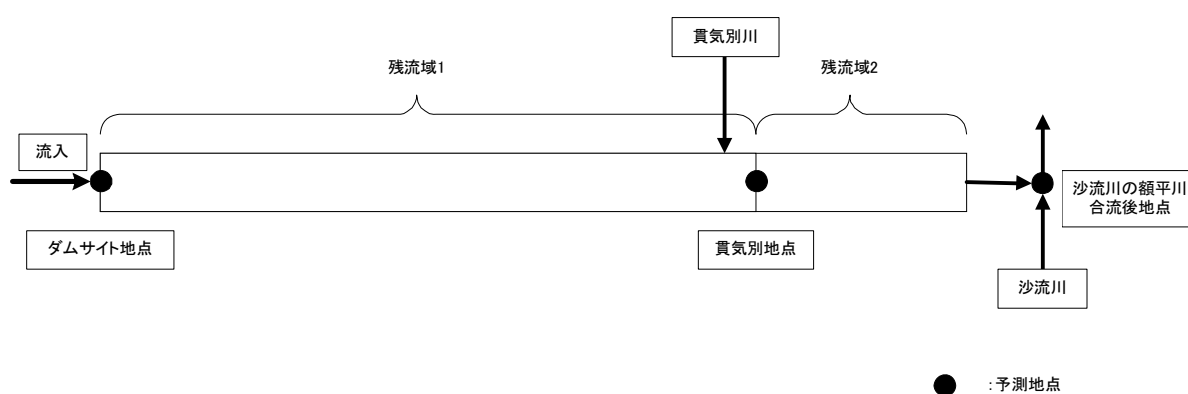 貫気別川
残流域1
残流域2
流入
ダムサイト地点
貫気別地点
沙流川の額平川
合流後地点
沙流川
:予測地点